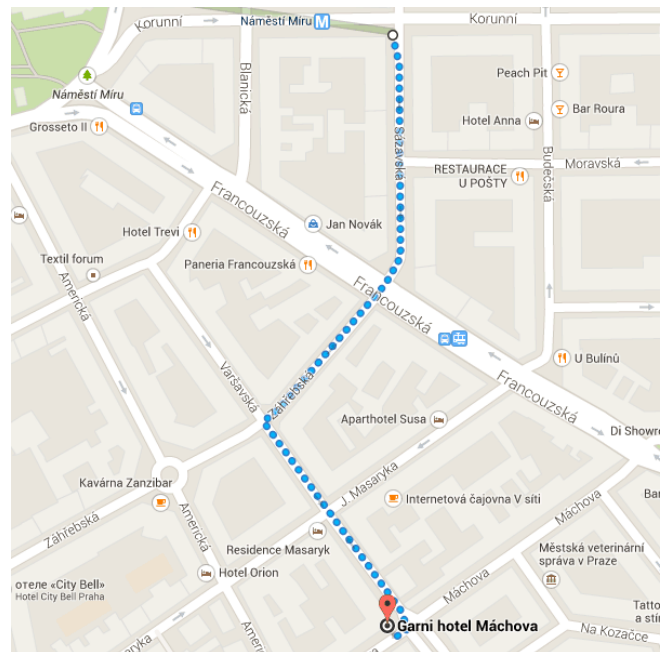 Korunní
Náměstí Míru M
Korunní
Náměstí Míru
Blanická
Peach Pit
Bar Roura
Grosseto II
Hotel Anna
Sázavská
Budečská
RESTAURACE
U POŠTY
Moravská
Francouzská
Jan Novák
Hotel Trevi
Textil forum
Paneria Francouzská
Americká
Francouzská
Varšavská
Záhřebská
U Bulínů
Francouzská
Aparthotel Susa
Di Showro
Kavárna Zanzibar
J. Masaryka
Internetová čajovna V síti
Bar
Záhřebská
Americká
Máchova
Residence Masaryk
Městská veterinární
správa v Praze
Hotel Orion
отеле «City Bell»
Hotel City Bell Praha
Máchova
Garni hotel Máchova
Tatto
a stír
Na Kozačce